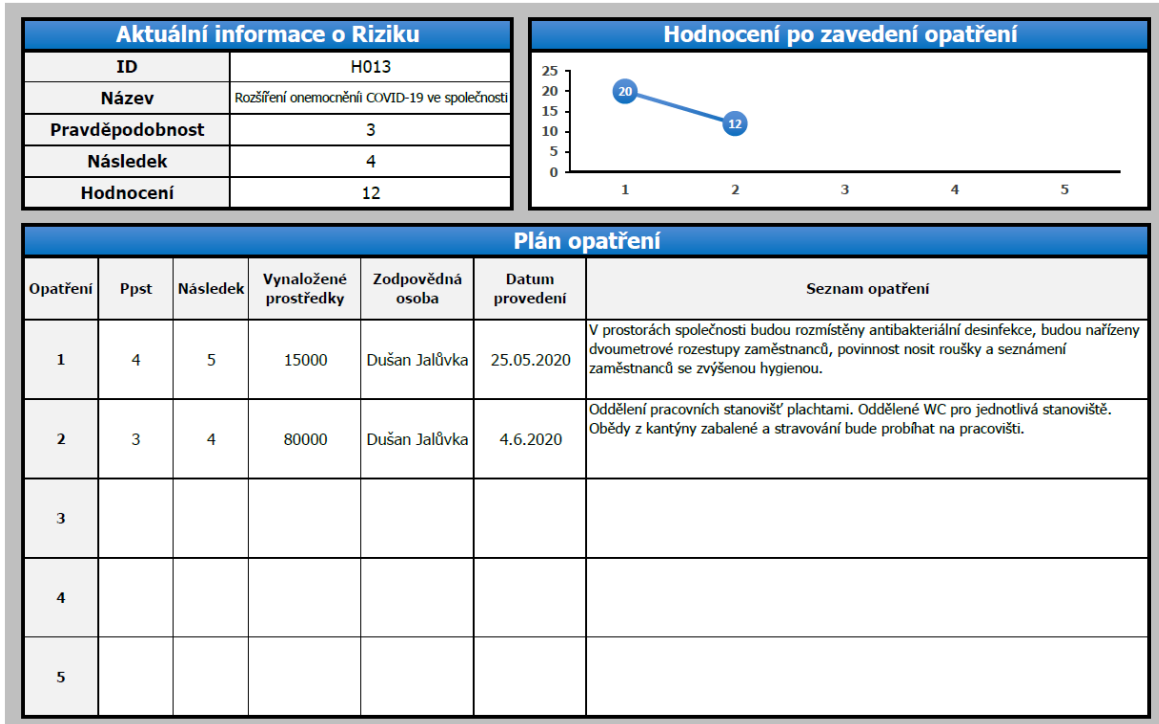 Aktuální informace o Riziku
ID H013
Název Rozšíření onemocněníi COVID-19 ve společnosti
Pravděpodobnost 3
Následek 4
Hodnocení 12
Hodnocení po zavedení opatření
25
20
15
10
5
0
20
12
1 2 3 4 5
Plán opatření
Opatření Ppst Následek Vynaložené prostředky Zodpovědná osoba Datum provedení Seznam opatření
1 4 5 15000 Dušan Jalůvka 25.05.2020
V prostorách společnosti budou rozmístěny antibakteriální desinfekce, budou nařízeny
dvoumetrové rozestupy zaměstnanců, povinnost nosit roušky a seznámení
zaměstnanců se zvýšenou hygienou.
2 3 4 80000 Dušan Jalůvka 4.6.2020
Oddělení pracovních stanovišť plachtami. Oddělené WC pro jednotlivá stanoviště.
Obědy z kantýny zabalené a stravování bude probíhat na pracovišti.
3
4
5